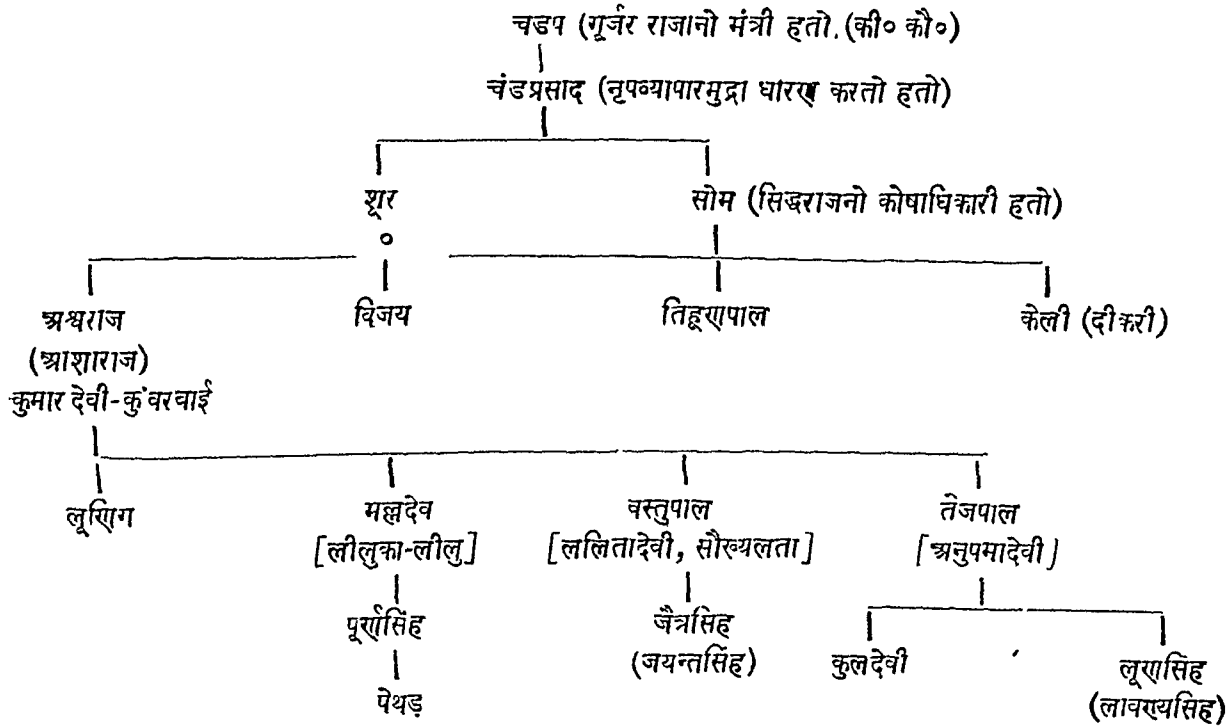 चडप (गूर्जर राजानो मंत्री हतो. (की० कौ०)
चंडप्रसाद (नृपव्यापारमुद्रा धारण करतो हतो)
शूर सोम (सिद्धराजनो कोषाधिकारी हतो)
०
अश्वराज विजय तिहूणपाल केली (दीकरी)
(आशाराज)
कुमार देवी-कुंवरवाई
लूणिग मल्लदेव वस्तुपाल तेजपाल
[लीलुका-लीलु] [ललितादेवी, सौख्यलता] [अनुपमादेवी]
पूर्णसिंह जैत्रसिह कुलदेवी लूणसिंह
(जयन्तसिंह) (लावण्यसिह)
पेथड़